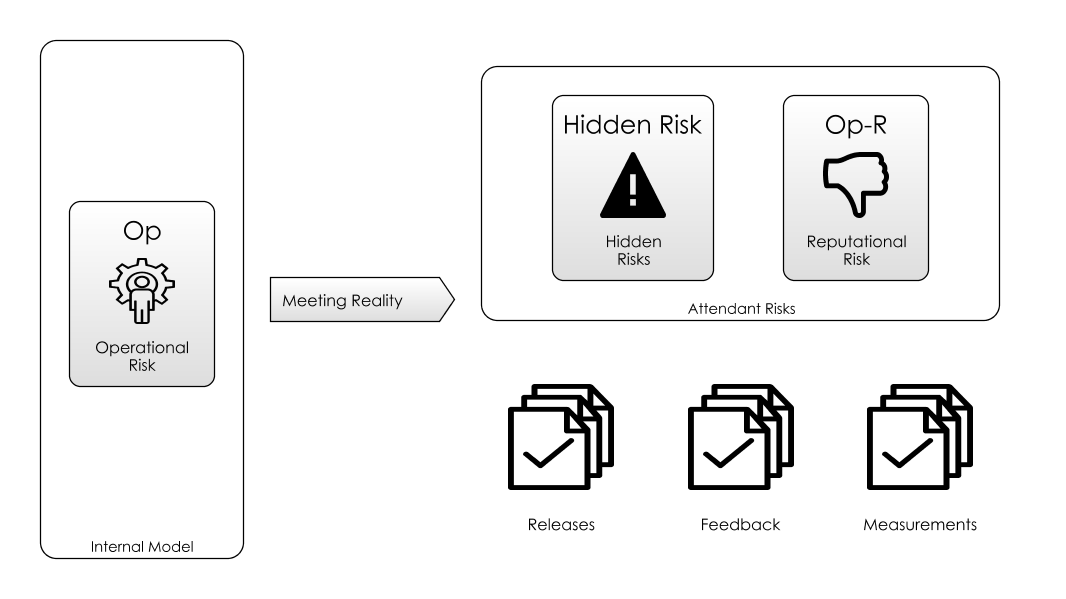 Op
Operational
Risk
Internal Model
Meeting Reality
Hidden Risk
Hidden
Risks
Op-R
Reputational
Risk
Attendant Risks
Releases
Feedback
Measurements